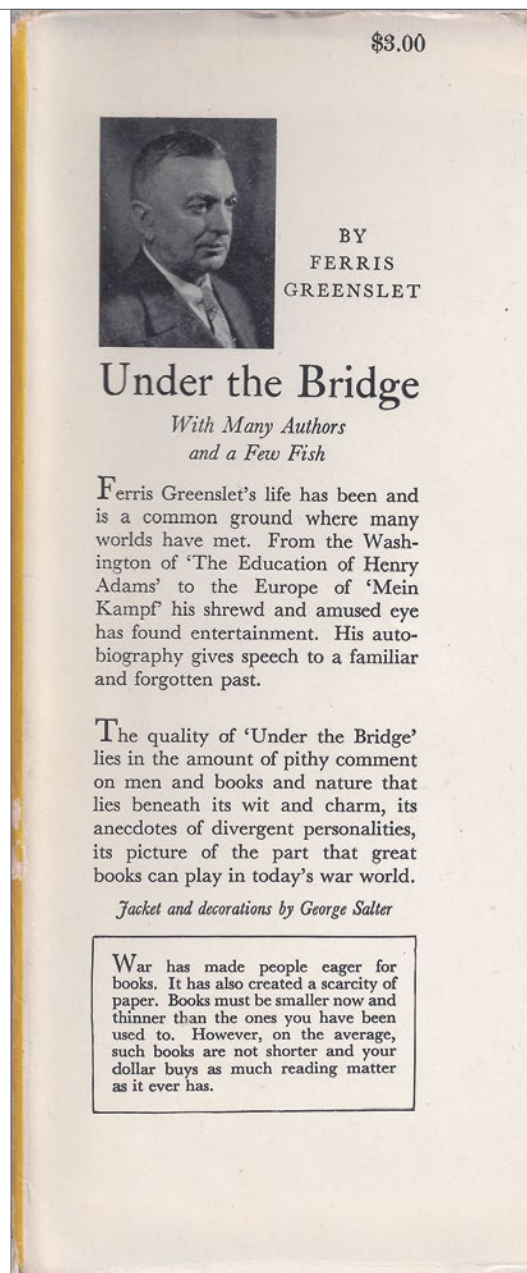 $3.00
BY
FERRIS
GREENSLET
Under the Bridge
With Many Authors
and a Few Fish
Ferris Greenslet's life has been and
is a common ground where many
worlds have met. From the Wash-
ington of ‘The Education of Henry
Adams’ to the Europe of ‘Mein
Kampf’ his shrewd and amused eye
has found entertainment. His auto-
biography gives speech to a familiar
and forgotten past.
The quality of ‘Under the Bridge’
lies in the amount of pithy comment
on men and books and nature that
lies beneath its wit and charm, its
anecdotes of divergent personalities,
its picture of the part that great
books can play in today's war world.
Jacket and decorations by George Salter
War has made people eager for
books. It has also created a scarcity of
paper. Books must be smaller now and
thinner than the ones you have been
used to. However, on the average,
such books are not shorter and your
dollar buys as much reading matter
as it ever has.